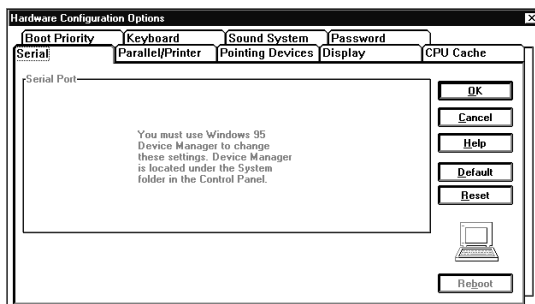 Hardware Configuration Options
Boot Priority Keyboard Sound System Password
Serial Parallel/Printer Pointing Devices Display CPU Cache
Serial Port
You must use Windows 95
Device Manager to change
these settings. Device Manager
is located under the System
folder in the Control Panel.
OK
Cancel
Help
Default
Reset
Reboot